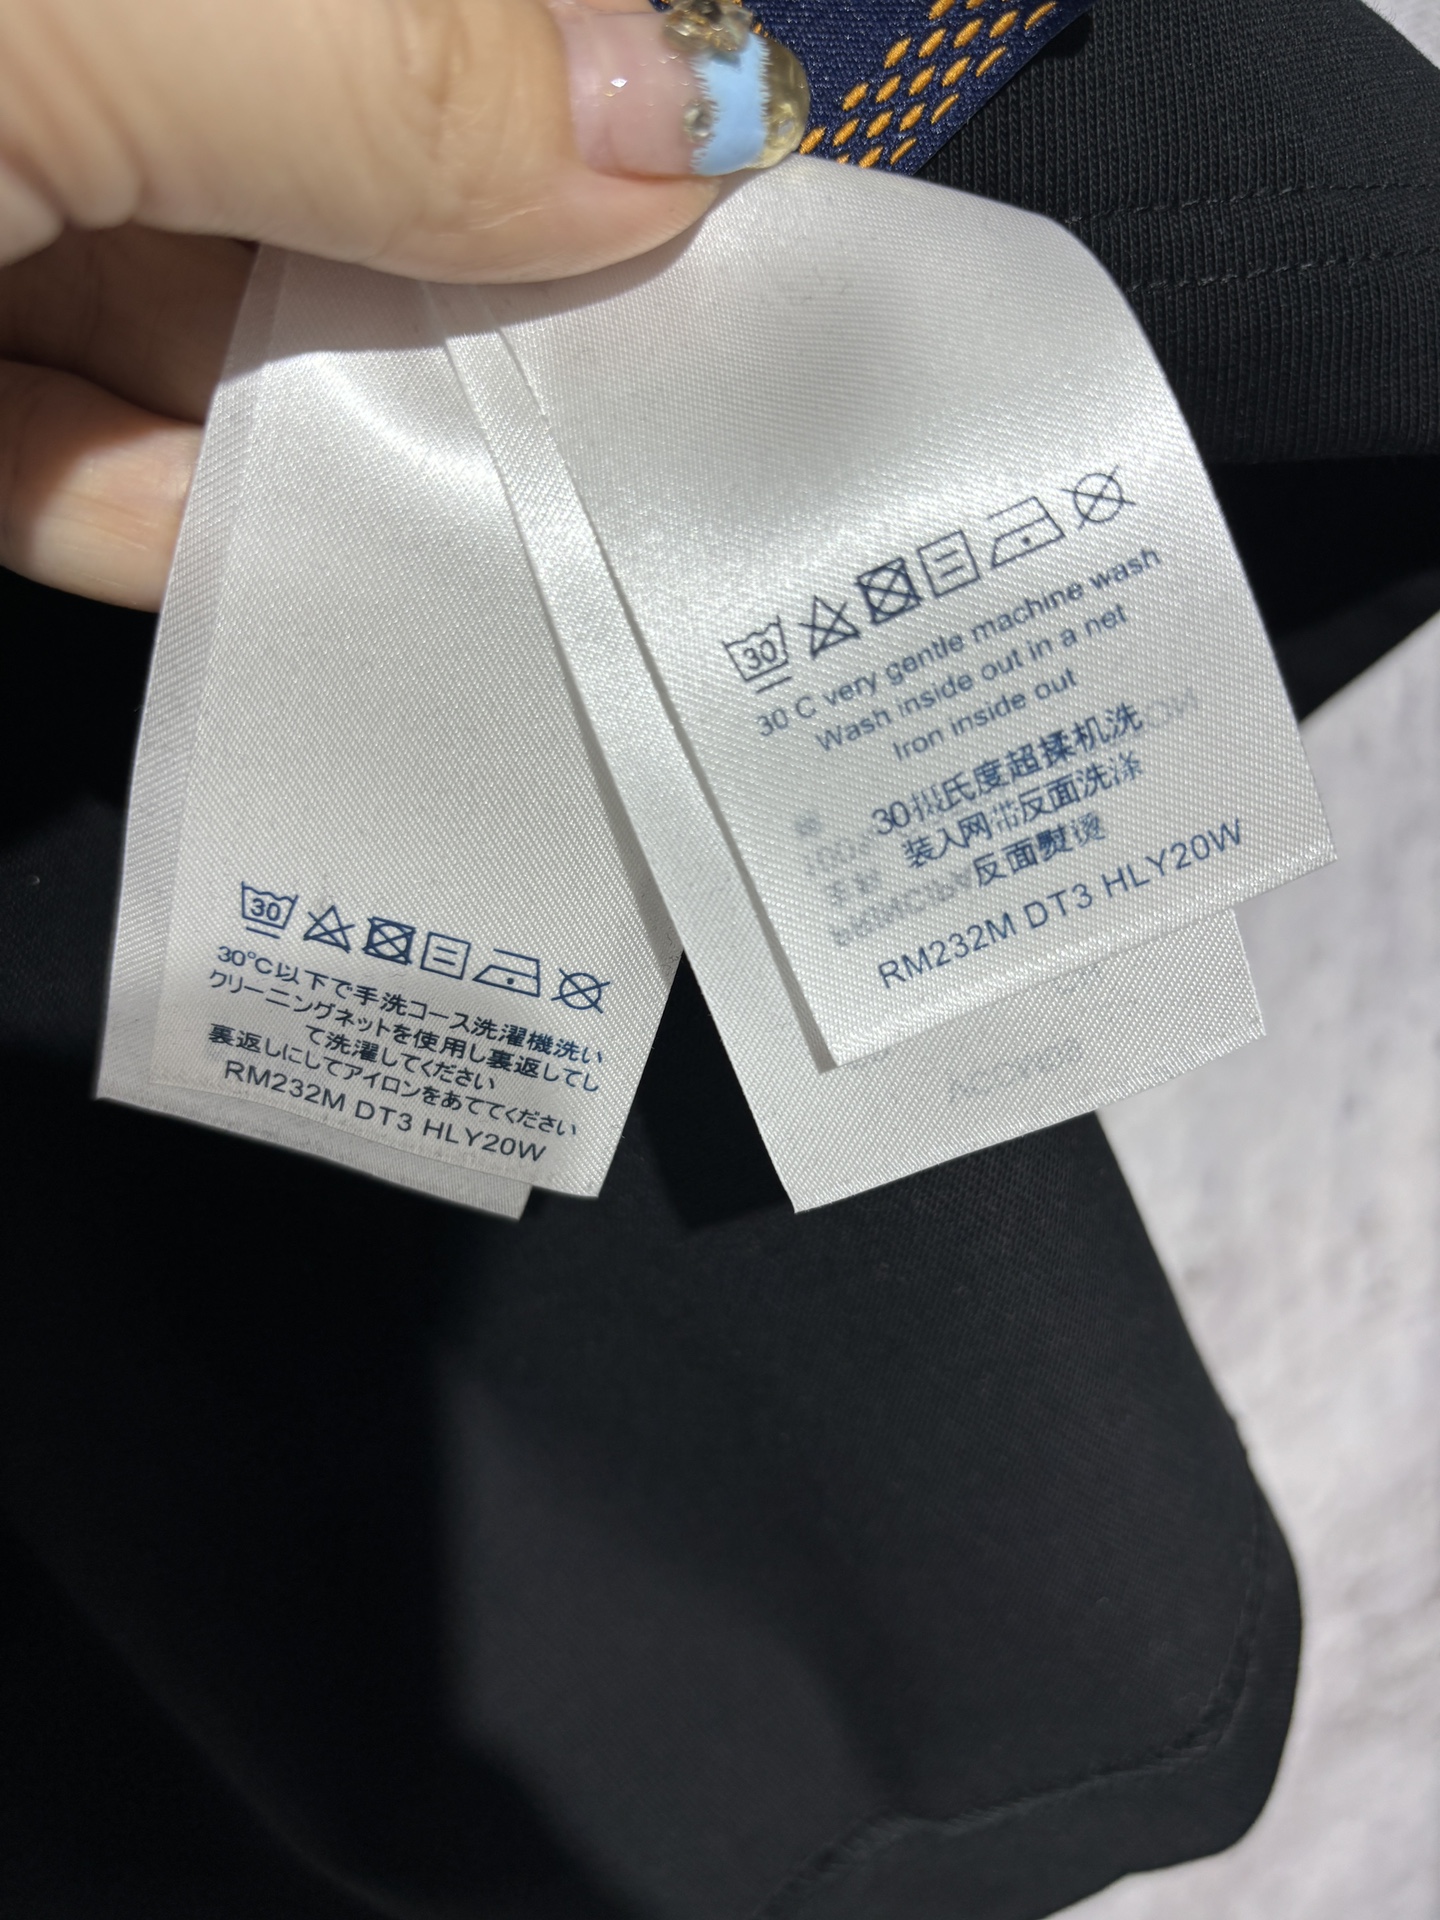 30
30 C very gentle machine wash
Wash inside out in a net
Iron inside out
30摄氏度超揉机洗
装入网带反面洗涤
反面熨烫
RM232M DT3 HLY20W
30
30°C以下で手洗コース洗濯機洗い
クリーニングネットを使用し裏返してし
て洗濯してください
裏返しにしてアイロンをあててください
RM232M DT3 HLY20W